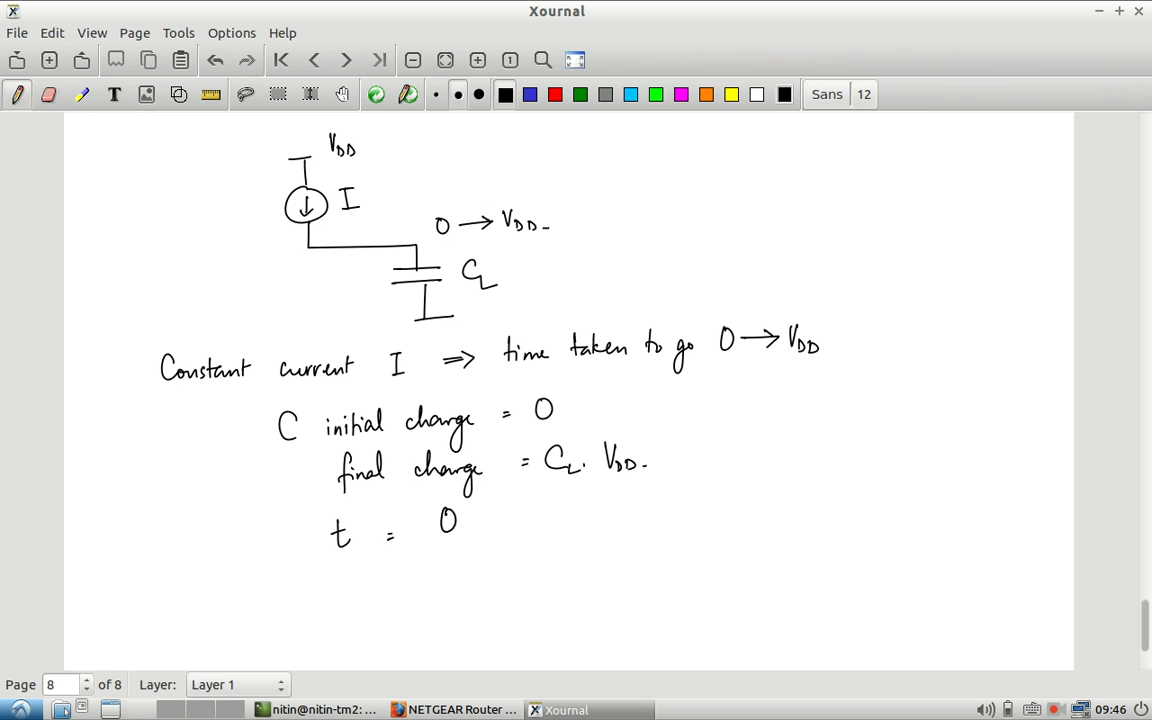 Xournal
File Edit View Page Tools Options Help
Sans 12
VDD
I
0 → VDD
CL
Constant current I ⇒ time taken to go 0 → VDD
C initial charge = 0
final charge = CL. VDD.
t = 0
Page 8 of 8 Layer: Layer 1
nitin@nitin-tm2: ... NETGEAR Router ... Xournal 09:46